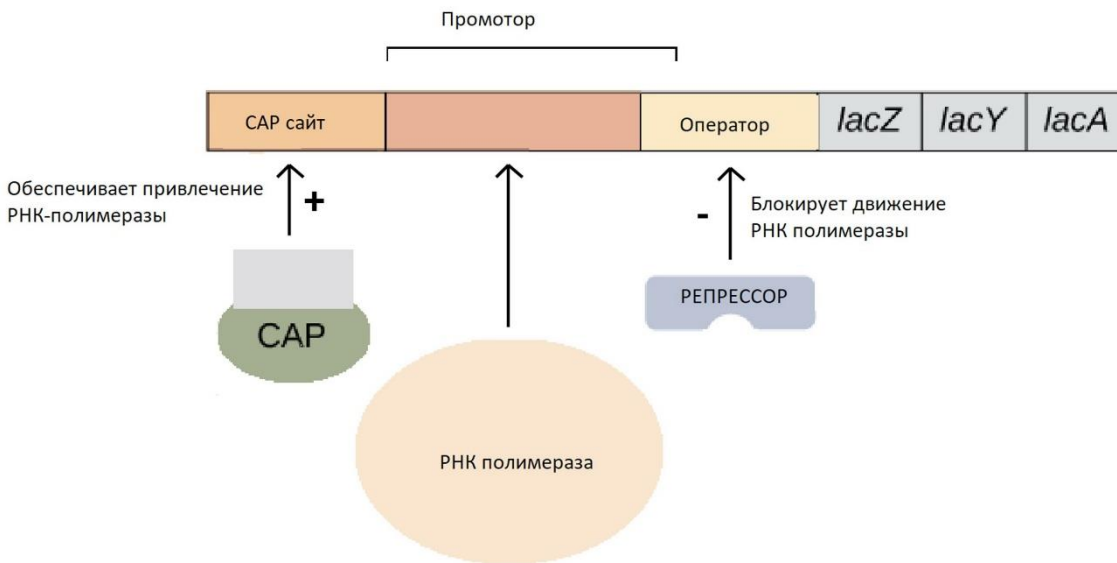 Промотор
CAP сайт
Оператор
lacZ
lacY
lacA
Обеспечивает привлечение
РНК-полимеразы
+
-
Блокирует движение
РНК полимеразы
CAP
РЕПРЕССОР
РНК полимераза